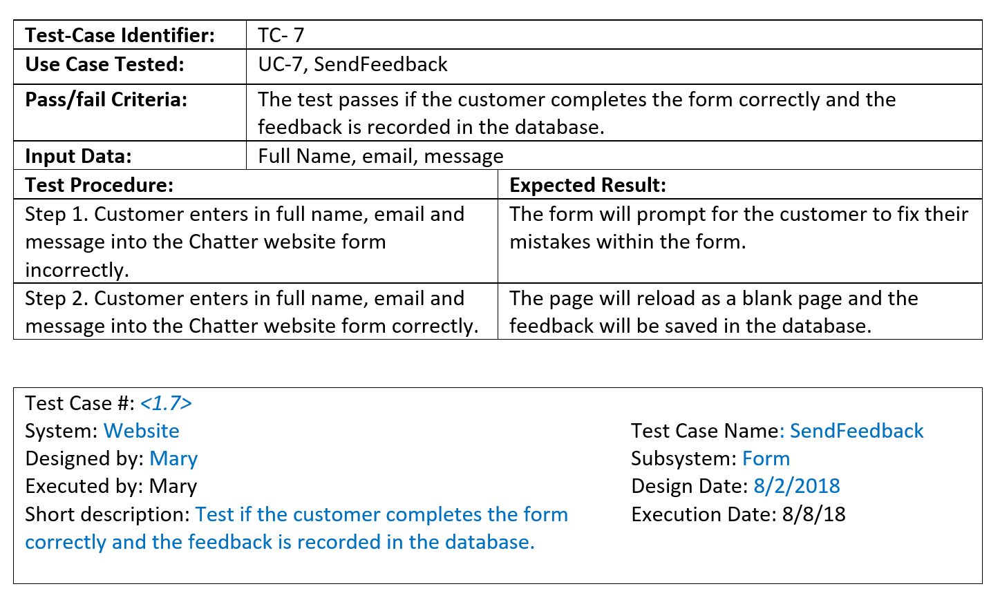 Test-Case Identifier: TC- 7
Use Case Tested: UC-7, SendFeedback
Pass/fail Criteria: The test passes if the customer completes the form correctly and the
feedback is recorded in the database.
Input Data: Full Name, email, message
Test Procedure: Expected Result:
Step 1. Customer enters in full name, email and
message into the Chatter website form
incorrectly.
The form will prompt for the customer to fix their
mistakes within the form.
Step 2. Customer enters in full name, email and
message into the Chatter website form correctly.
The page will reload as a blank page and the
feedback will be saved in the database.
Test Case #: <1.7>
System: Website
Designed by: Mary
Executed by: Mary
Short description: Test if the customer completes the form
correctly and the feedback is recorded in the database.
Test Case Name: SendFeedback
Subsystem: Form
Design Date: 8/2/2018
Execution Date: 8/8/18